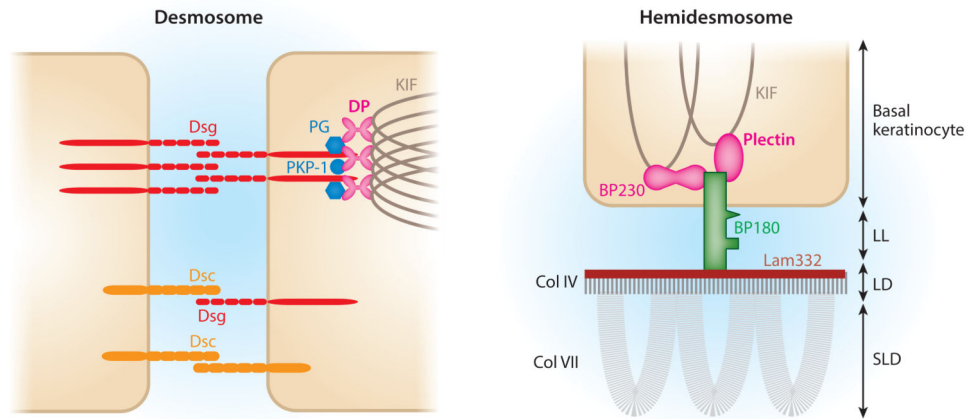 Desmosome
KIF
DP
PG
Dsg
PKP-1
Dsc
Dsg
Dsc
Hemidesmosome
KIF
Basal
keratinocyte
Plectin
BP230
BP180
LL
Lam332
Col IV
LD
Col VII
SLD